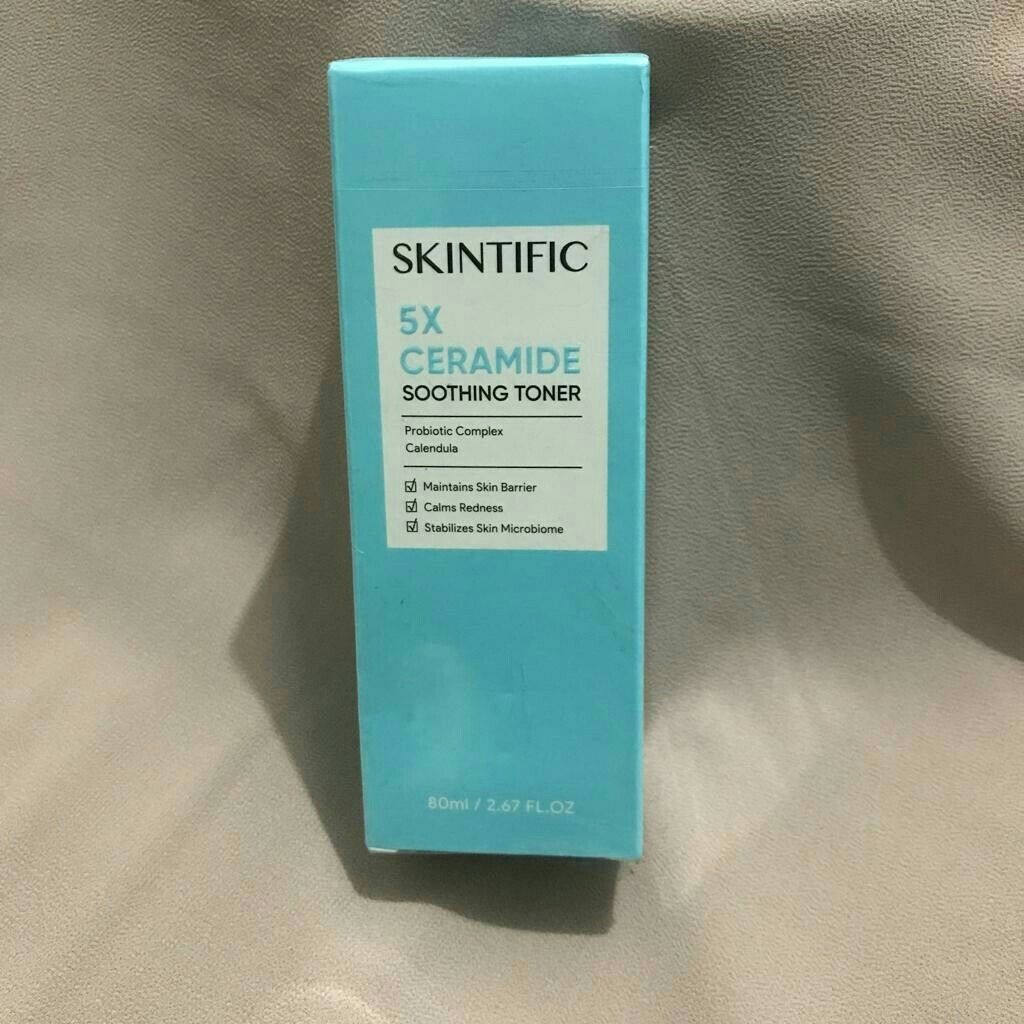 SKINTIFIC
5X
CERAMIDE
SOOTHING TONER
Probiotic Complex
Calendula
Maintains Skin Barrier
Calms Redness
Stabilizes Skin Microbiome
80ml / 2.67 FL.OZ